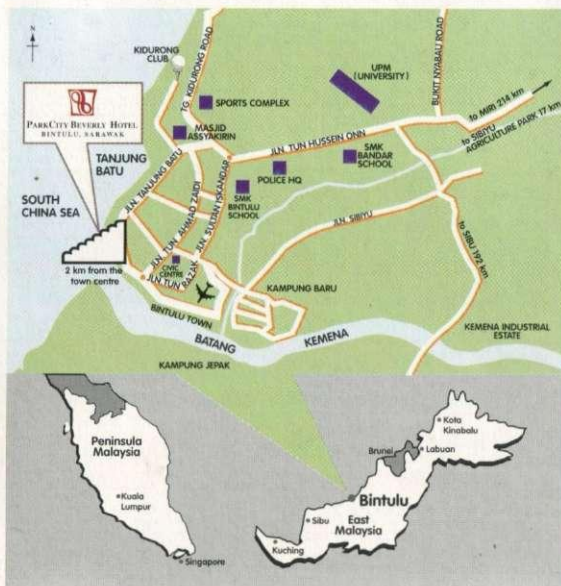 N
KIDURONG
CLUB
TG KIDURONG ROAD
BUKIT NYABAU ROAD
UPM
(UNIVERSITY)
SPORTS COMPLEX
PARKCITY BEVERLY HOTEL
BINTULU, SARAWAK
MASJID
ASSYAKIRIN
to MIRI 214 km
to SIBIYU
AGRICULTURE PARK 17 km
JLN. TUN HUSSEIN ONN
SMK
BANDAR
SCHOOL
TANJUNG
BATU
JLN. TANJUNG BATU
POLICE HQ
SMK
BINTULU
SCHOOL
SOUTH
CHINA SEA
JLN. TUN AHMAD ZAIDI
JLN. SULTAN ISKANDAR
JLN. SIBIYU
to SIBU 192 km
2 km from the
town centre
CIVIC
CENTRE
JLN. TUN RAZAK
KAMPUNG BARU
BINTULU TOWN
BATANG
KEMENA
KEMENA INDUSTRIAL
ESTATE
KAMPUNG JEPAK
Peninsula
Malaysia
Kuala
Lumpur
Singapore
Kota
Kinabalu
Brunei
Labuan
Bintulu
Sibu
East
Malaysia
Kuching